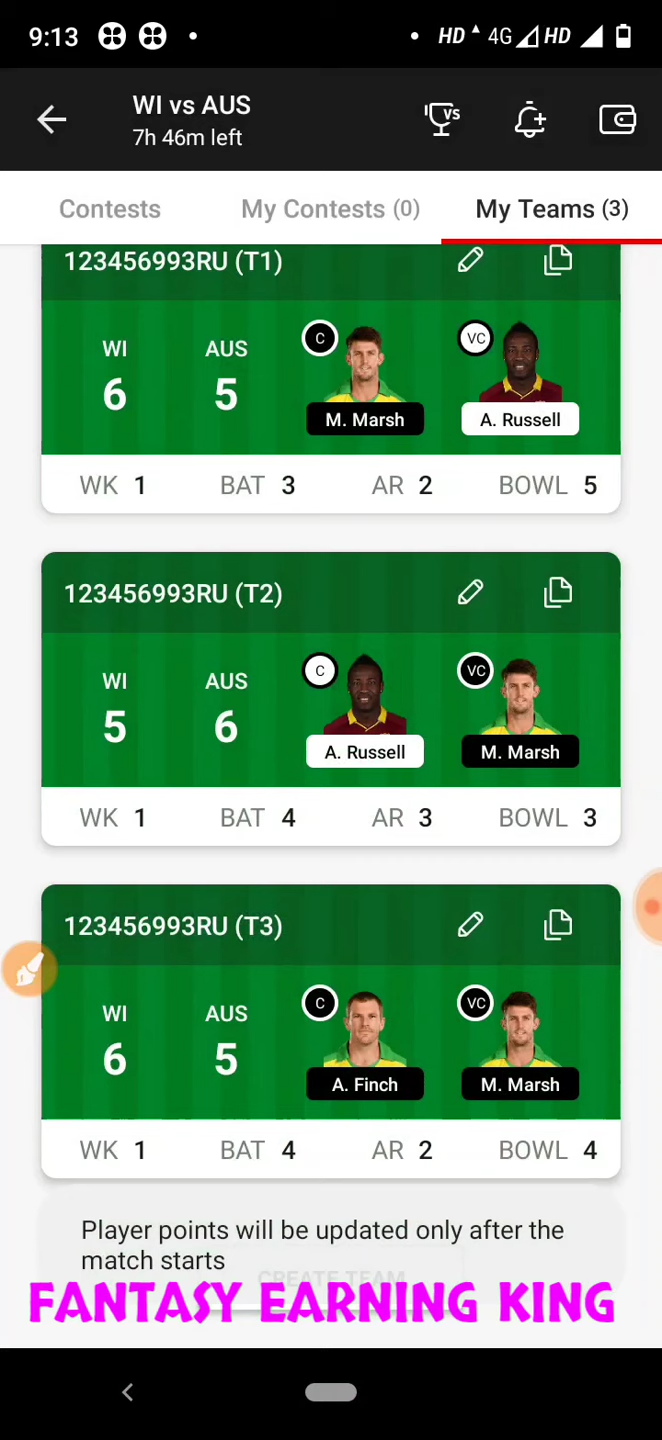 9:13 HD 4G HD
WI vs AUS
7h 46m left
VS
Contests My Contests (0) My Teams (3)
123456993RU (T1)
WI AUS C VC
6 5
M. Marsh A. Russell
WK 1 BAT 3 AR 2 BOWL 5
123456993RU (T2)
WI AUS C VC
5 6
A. Russell M. Marsh
WK 1 BAT 4 AR 3 BOWL 3
123456993RU (T3)
WI AUS C VC
6 5
A. Finch M. Marsh
WK 1 BAT 4 AR 2 BOWL 4
Player points will be updated only after the
match starts
CREATE TEAM
FANTASY EARNING KING